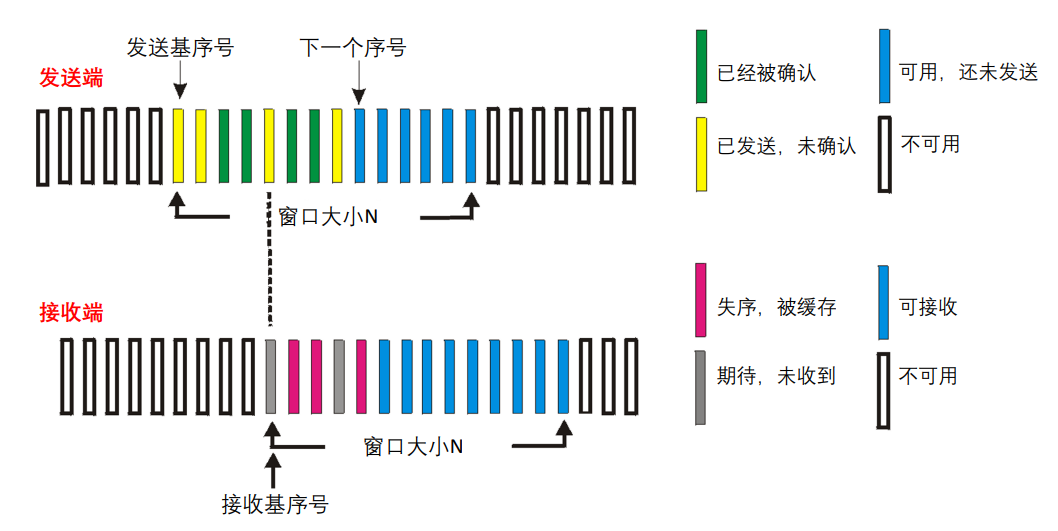 发送基序号
下一个序号
发送端
已经被确认
可用，还未发送
已发送，未确认
不可用
窗口大小N
接收端
失序，被缓存
可接收
期待，未收到
不可用
窗口大小N
接收基序号